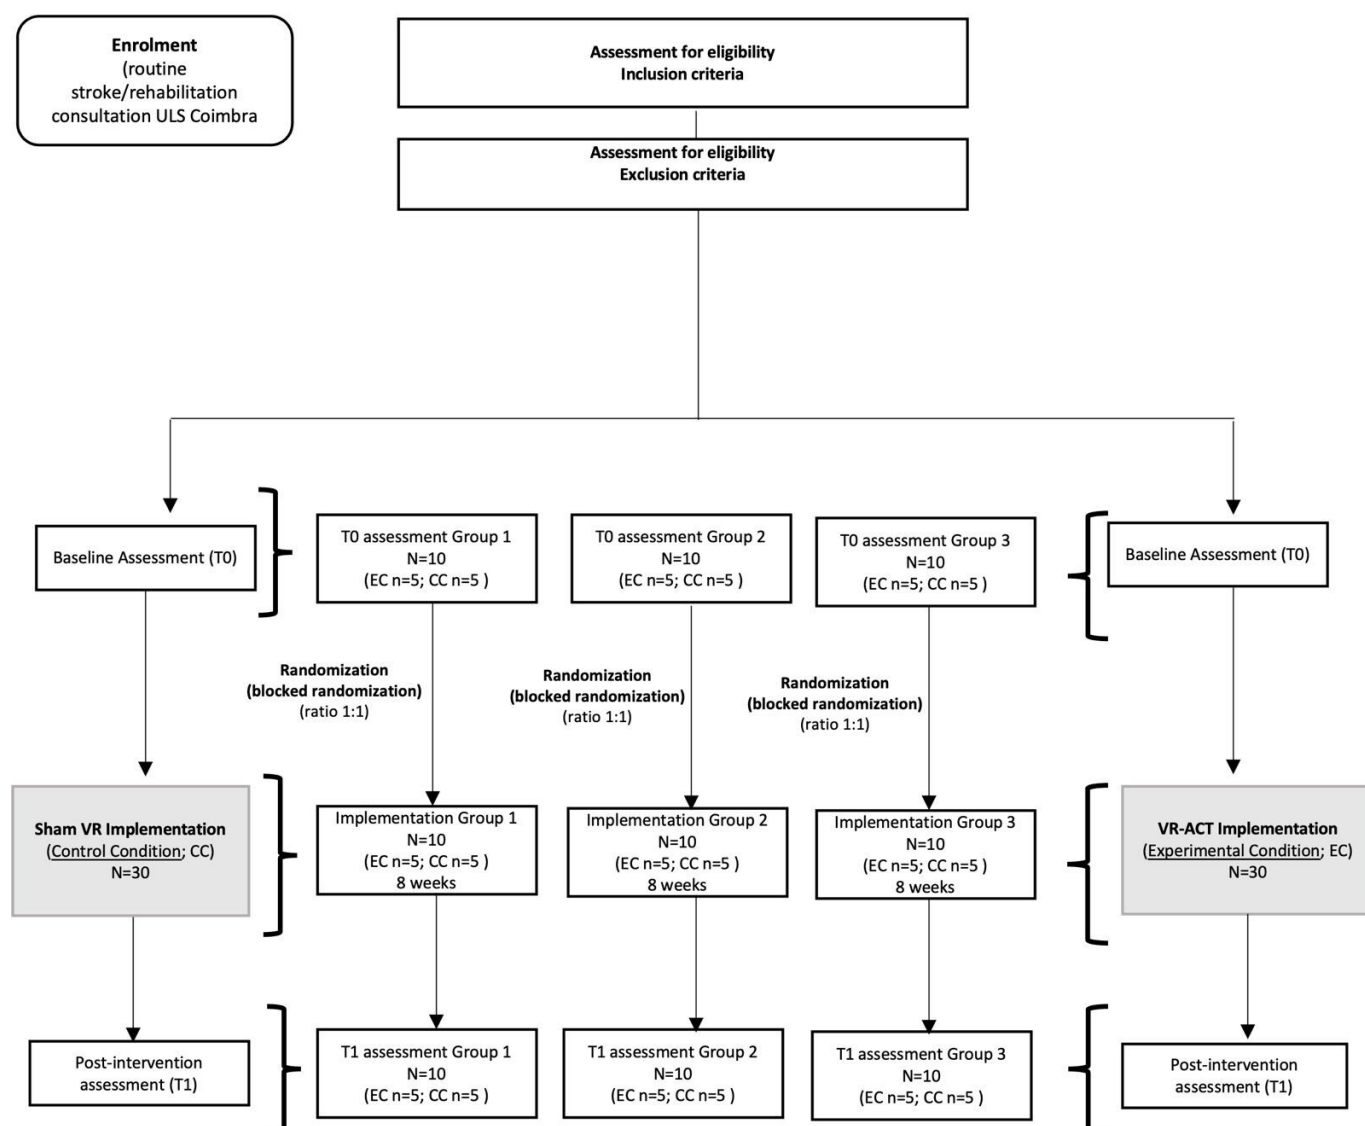 Enrolment
(routine
stroke/rehabilitation
consultation ULS Coimbra
Assessment for eligibility
Inclusion criteria
Assessment for eligibility
Exclusion criteria
Baseline Assessment (T0)
T0 assessment Group 1
N=10
(EC n=5; CC n=5 )
T0 assessment Group 2
N=10
(EC n=5; CC n=5 )
T0 assessment Group 3
N=10
(EC n=5; CC n=5 )
Baseline Assessment (T0)
Randomization
(blocked randomization)
(ratio 1:1)
Randomization
(blocked randomization)
(ratio 1:1)
Randomization
(blocked randomization)
(ratio 1:1)
Sham VR Implementation
(Control Condition; CC)
N=30
Implementation Group 1
N=10
(EC n=5; CC n=5 )
8 weeks
Implementation Group 2
N=10
(EC n=5; CC n=5 )
8 weeks
Implementation Group 3
N=10
(EC n=5; CC n=5 )
8 weeks
VR-ACT Implementation
(Experimental Condition; EC)
N=30
Post-intervention
assessment (T1)
T1 assessment Group 1
N=10
(EC n=5; CC n=5 )
T1 assessment Group 2
N=10
(EC n=5; CC n=5 )
T1 assessment Group 3
N=10
(EC n=5; CC n=5 )
Post-intervention
assessment (T1)